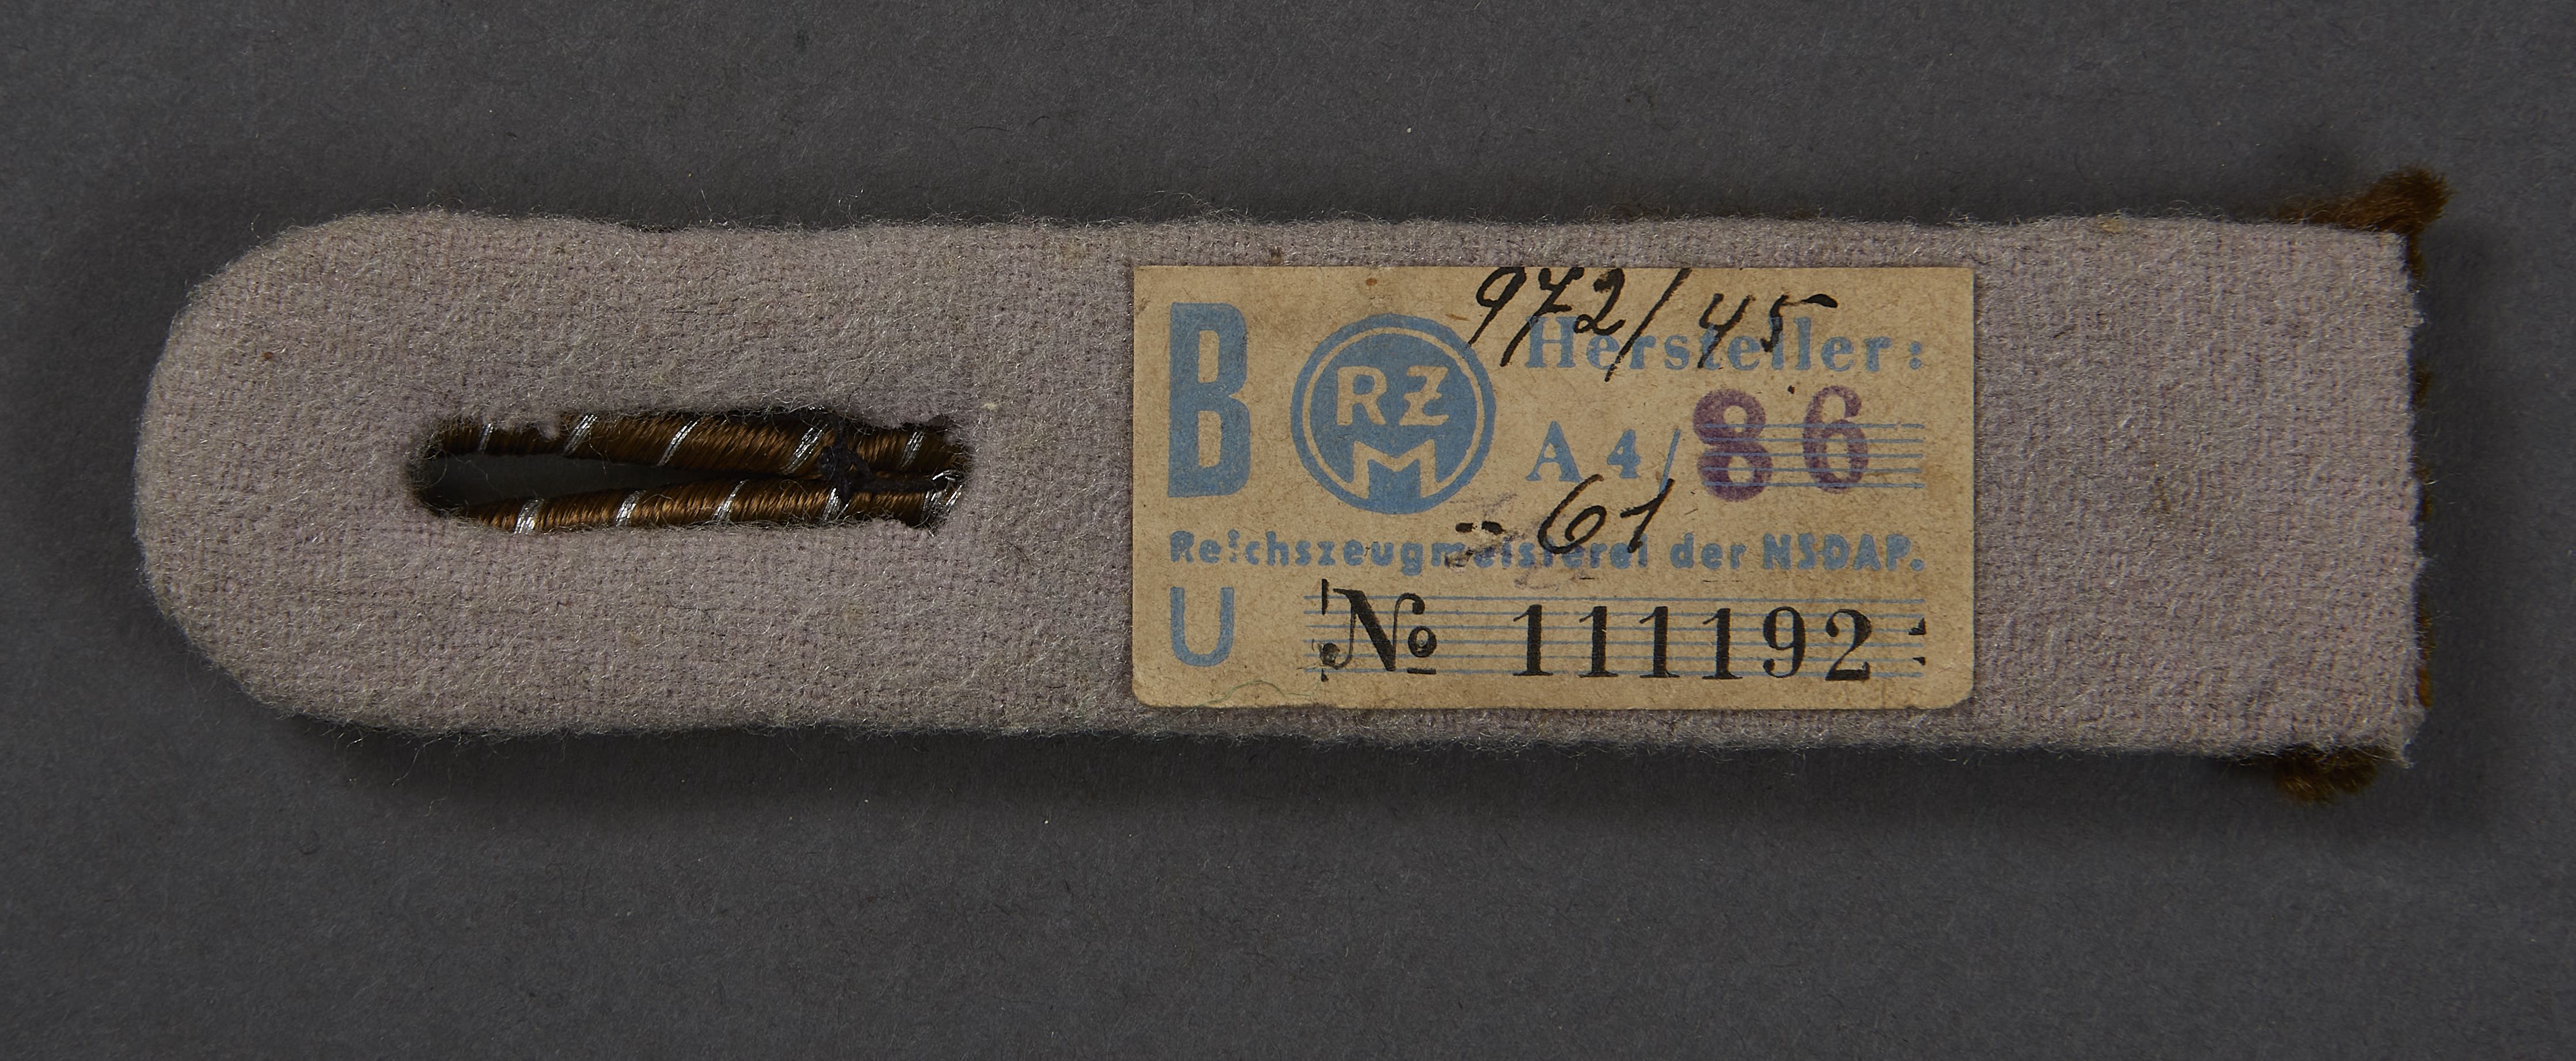 972/45
B RZM Hersteller:
A 4/ 86
= 61
Reichszeugmeisterei der NSDAP.
U № 111192